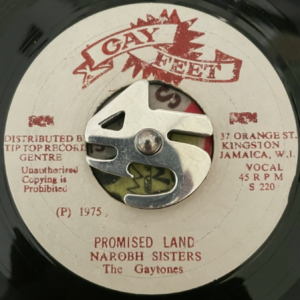 GAY
FEET
DISTRIBUTED BY
TIP TOP RECORD
CENTRE
Unauthorised
Copying is
Prohibited
37 ORANGE ST.
KINGSTON
JAMAICA, W.I.
VOCAL
45 RPM
S 220
(P) 1975
PROMISED LAND
NAROBH SISTERS
The Gaytones